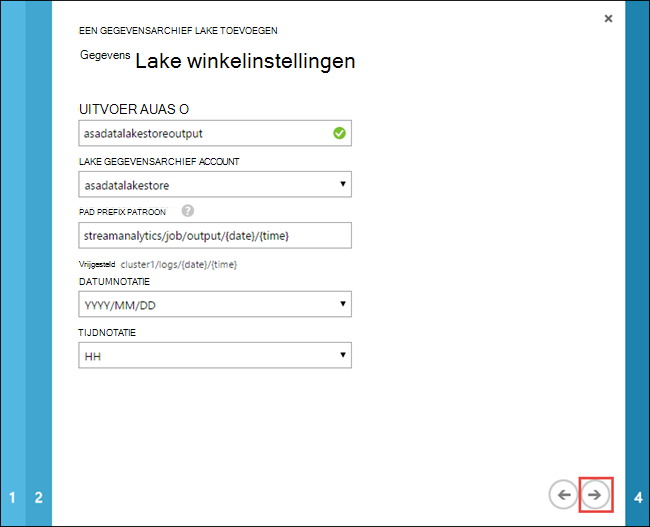 EEN GEGEVENSARCHIEF LAKE TOEVOEGEN
Gegevens Lake winkelinstellingen
UITVOER AUAS O
asadatalakestoreoutput
LAKE GEGEVENSARCHIEF ACCOUNT
asadatalakestore
PAD PREFIX PATROON ?
streamanalytics/job/output/{date}/{time}
Vrijgesteld cluster1/logs/{date}/{time}
DATUMNOTATIE
YYYY/MM/DD
TIJDNOTATIE
HH
1 2 4